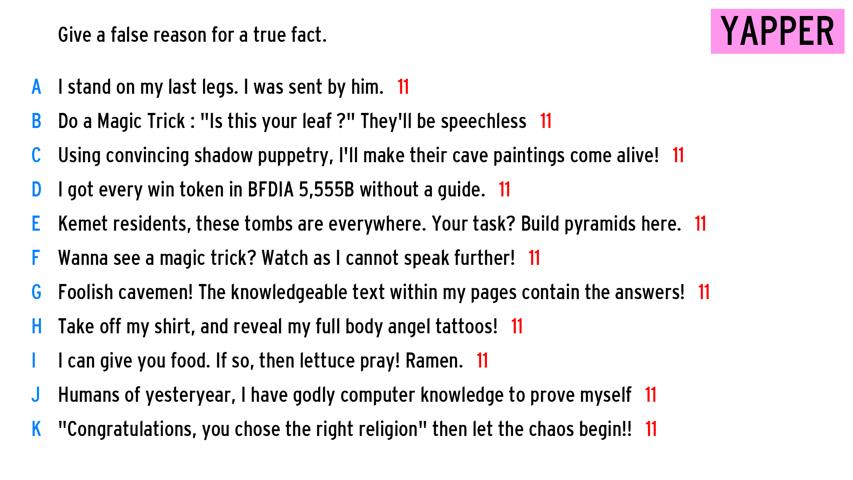 Give a false reason for a true fact.
YAPPER
A I stand on my last legs. I was sent by him. 11
B Do a Magic Trick : "Is this your leaf ?" They'll be speechless 11
C Using convincing shadow puppetry, I'll make their cave paintings come alive! 11
D I got every win token in BFDIA 5,555B without a guide. 11
E Kemet residents, these tombs are everywhere. Your task? Build pyramids here. 11
F Wanna see a magic trick? Watch as I cannot speak further! 11
G Foolish cavemen! The knowledgeable text within my pages contain the answers! 11
H Take off my shirt, and reveal my full body angel tattoos! 11
I I can give you food. If so, then lettuce pray! Ramen. 11
J Humans of yesteryear, I have godly computer knowledge to prove myself 11
K "Congratulations, you chose the right religion" then let the chaos begin!! 11